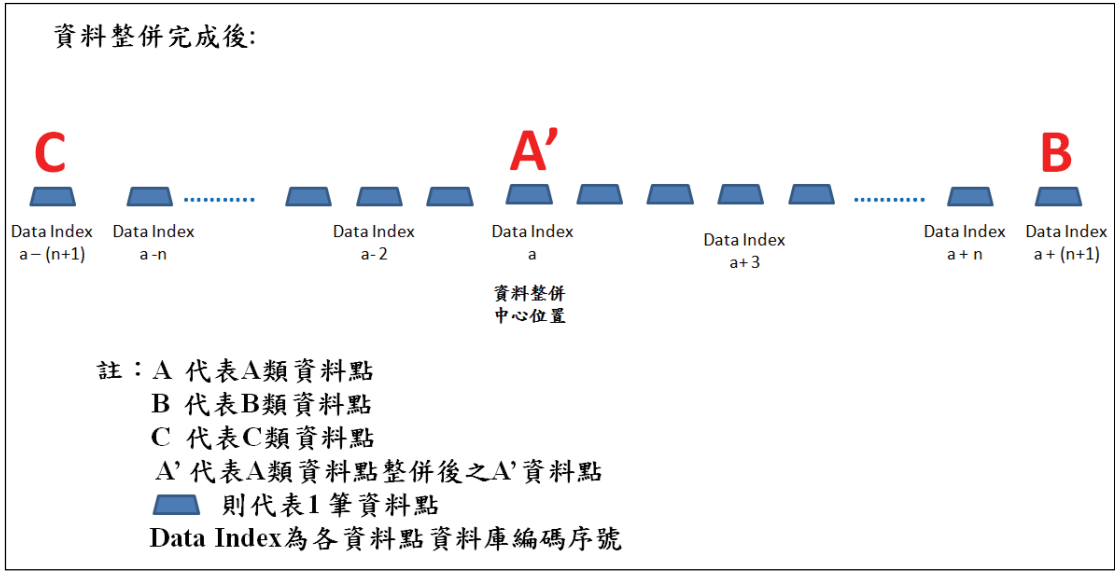 資料整併完成後:
C A’ B
Data Index Data Index Data Index Data Index Data Index Data Index Data Index
a – (n+1) a -n a- 2 a a+ 3 a + n a + (n+1)
資料整併
中心位置
註：A 代表A類資料點
B 代表B類資料點
C 代表C類資料點
A’ 代表A類資料點整併後之A’資料點
則代表1 筆資料點
Data Index為各資料點資料庫編碼序號